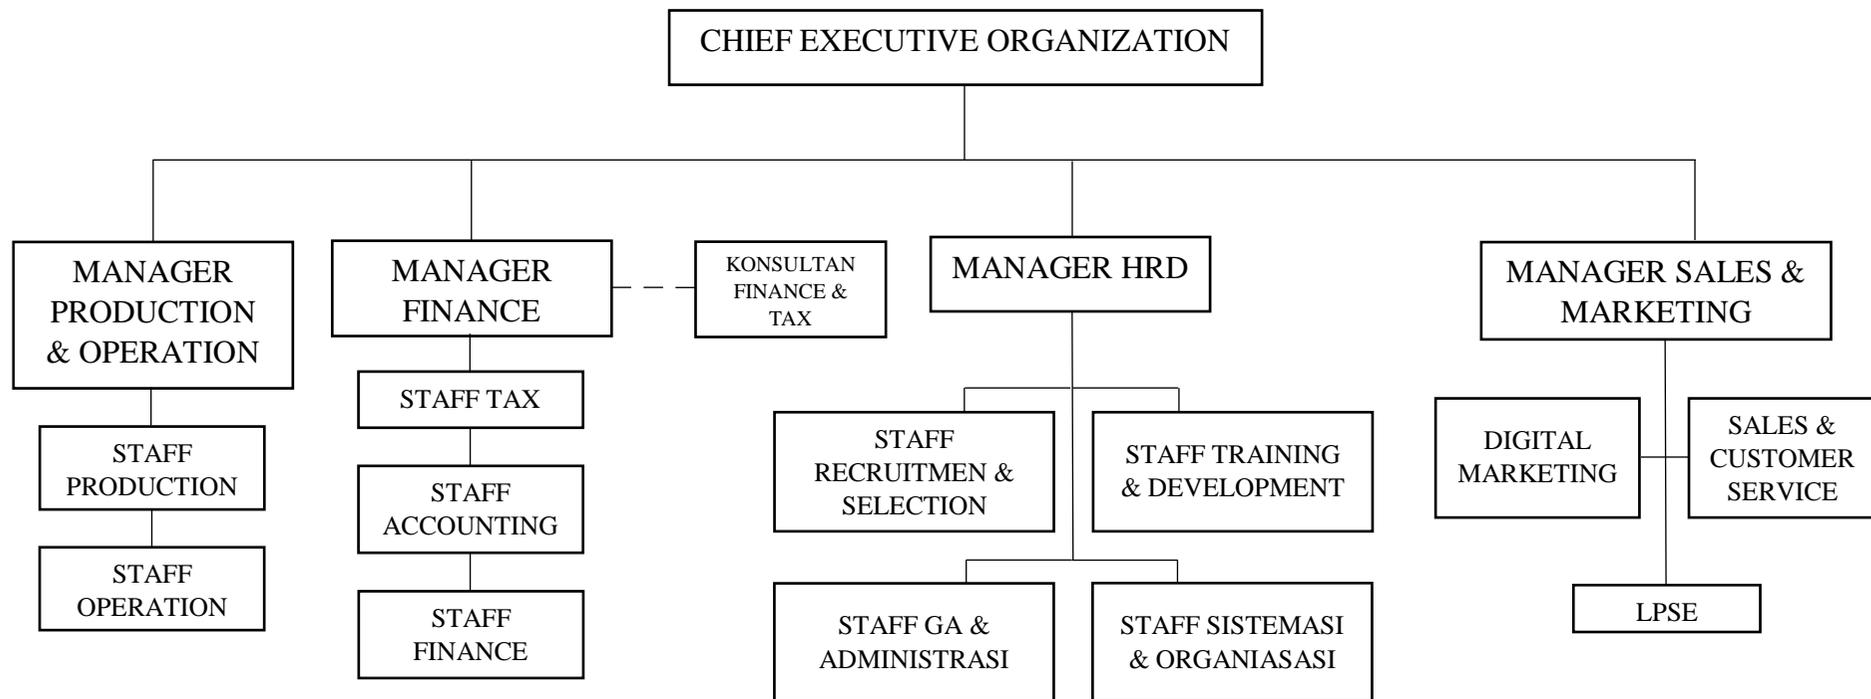 CHIEF EXECUTIVE ORGANIZATION
MANAGER
PRODUCTION
& OPERATION
MANAGER
FINANCE
KONSULTAN
FINANCE &
TAX
MANAGER HRD
MANAGER SALES &
MARKETING
STAFF
PRODUCTION
STAFF
OPERATION
STAFF TAX
STAFF
ACCOUNTING
STAFF
FINANCE
STAFF
RECRUITMEN &
SELECTION
STAFF TRAINING
& DEVELOPMENT
STAFF GA &
ADMINISTRASI
STAFF SISTEMASI
& ORGANIASASI
DIGITAL
MARKETING
SALES &
CUSTOMER
SERVICE
LPSE